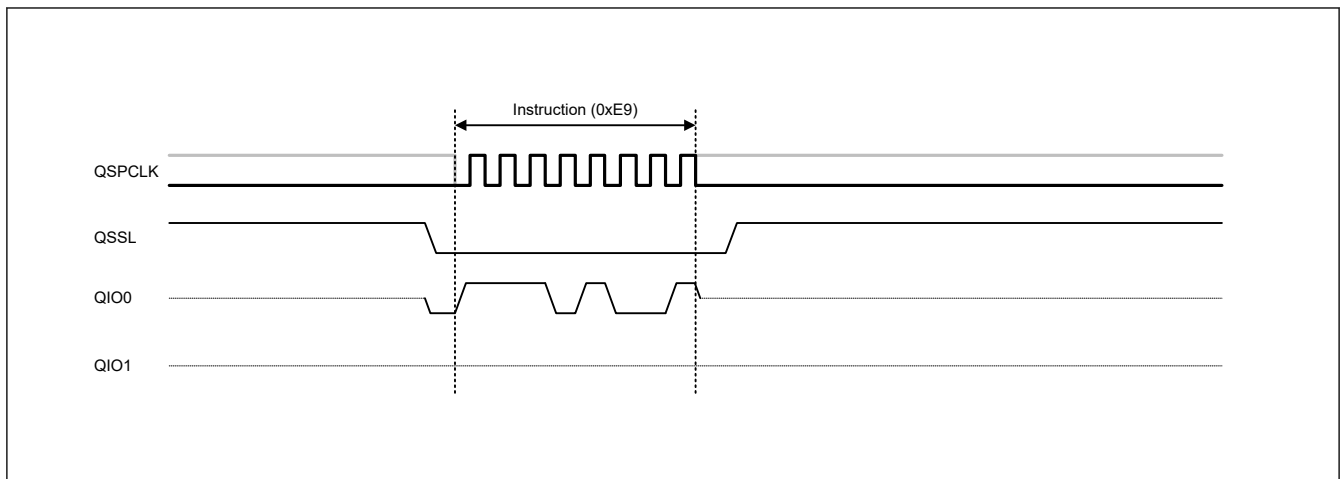 Instruction (0xE9)
QSPCLK
QSSL
QIO0
QIO1